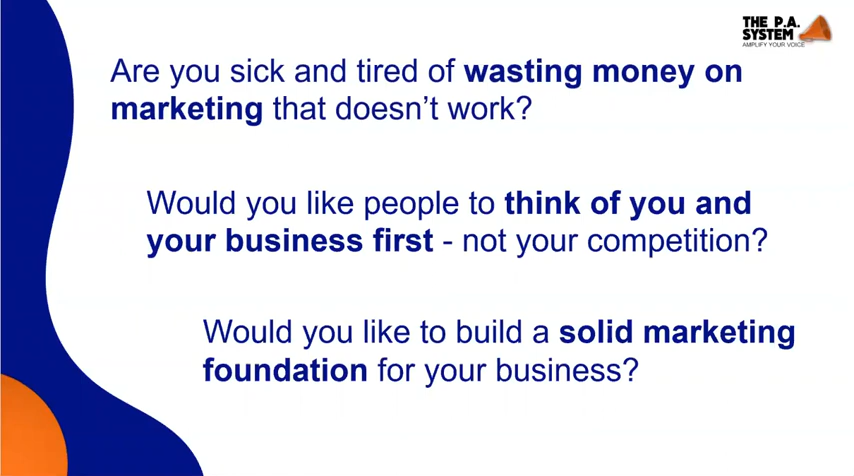 THE P.A.
SYSTEM
AMPLIFY YOUR VOICE
Are you sick and tired of wasting money on
marketing that doesn’t work?
Would you like people to think of you and
your business first - not your competition?
Would you like to build a solid marketing
foundation for your business?